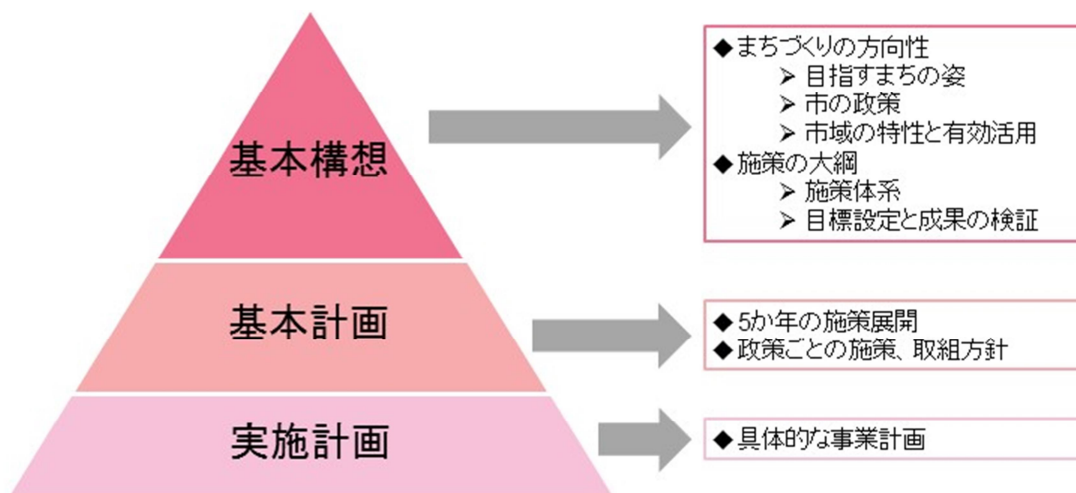 基本構想
◆まちづくりの方向性
➢ 目指すまちの姿
➢ 市の政策
➢ 市域の特性と有効活用
◆施策の大綱
➢ 施策体系
➢ 目標設定と成果の検証
基本計画
◆5か年の施策展開
◆政策ごとの施策、取組方針
実施計画
◆具体的な事業計画